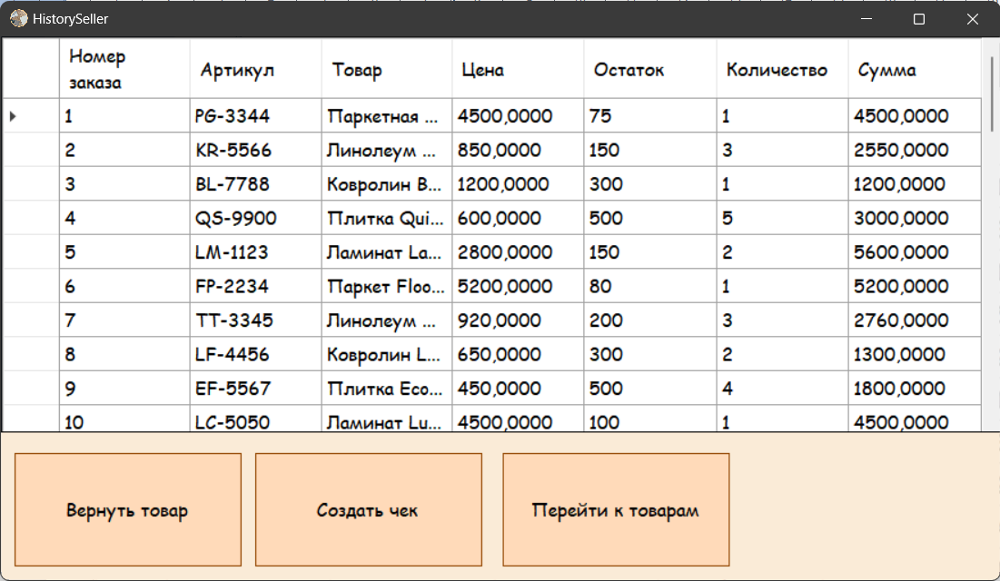 HistorySeller
Номер заказа Артикул Товар Цена Остаток Количество Сумма
1 PG-3344 Паркетная ... 4500,0000 75 1 4500,0000
2 KR-5566 Линолеум ... 850,0000 150 3 2550,0000
3 BL-7788 Ковролин B... 1200,0000 300 1 1200,0000
4 QS-9900 Плитка Qui... 600,0000 500 5 3000,0000
5 LM-1123 Ламинат La... 2800,0000 150 2 5600,0000
6 FP-2234 Паркет Floo... 5200,0000 80 1 5200,0000
7 TT-3345 Линолеум ... 920,0000 200 3 2760,0000
8 LF-4456 Ковролин L... 650,0000 300 2 1300,0000
9 EF-5567 Плитка Eco... 450,0000 500 4 1800,0000
10 LC-5050 Ламинат Lu... 4500,0000 100 1 4500,0000
Вернуть товар Создать чек Перейти к товарам